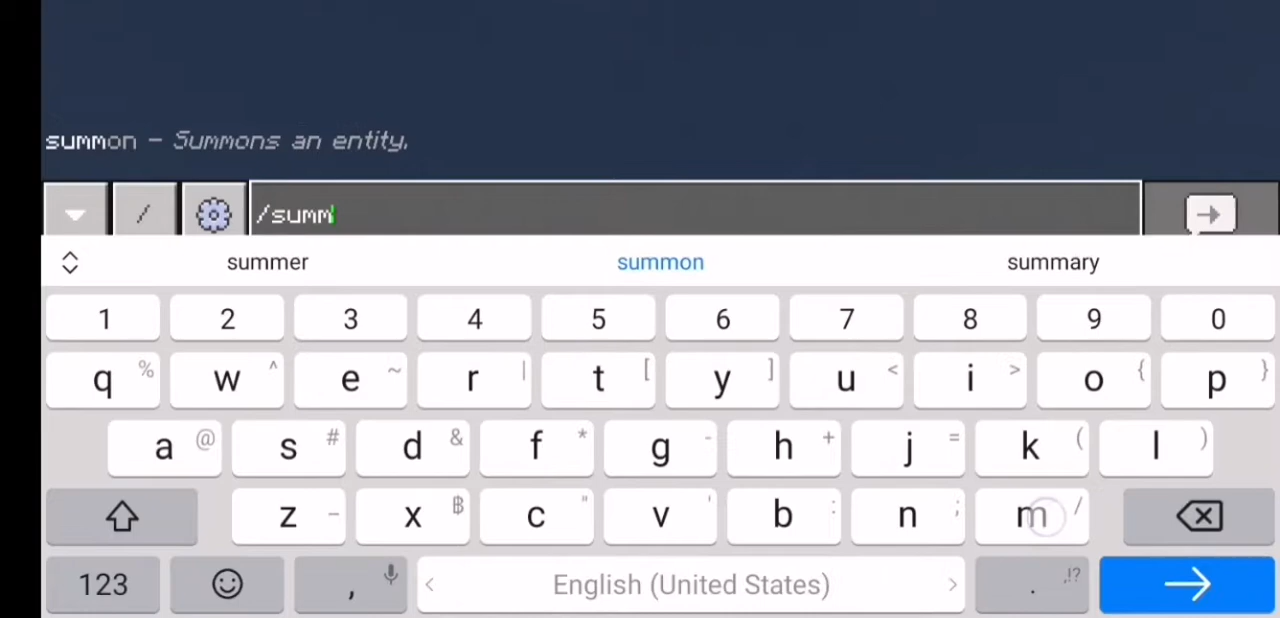 summon - Summons an entity.
/ /summ
summer summon summary
1 2 3 4 5 6 7 8 9 0
q % w ^ e ~ r | t [ y ] u < i > o { p }
a @ s # d & f * g - h + j = k ( l )
z _ x ฿ c " v ' b : n ; m /
123 , < English (United States) > . ,!?